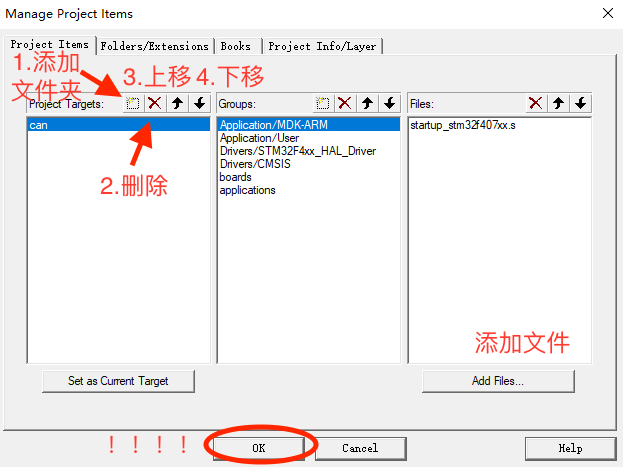 Manage Project Items
Project Items Folders/Extensions Books Project Info/Layer
1.添加
文件夹
3.上移 4.下移
Project Targets: Groups: Files:
can
Application/MDK-ARM
Application/User
Drivers/STM32F4xx_HAL_Driver
Drivers/CMSIS
boards
applications
startup_stm32f407xx.s
2.删除
添加文件
Set as Current Target
Add Files...
！！！！
OK Cancel Help